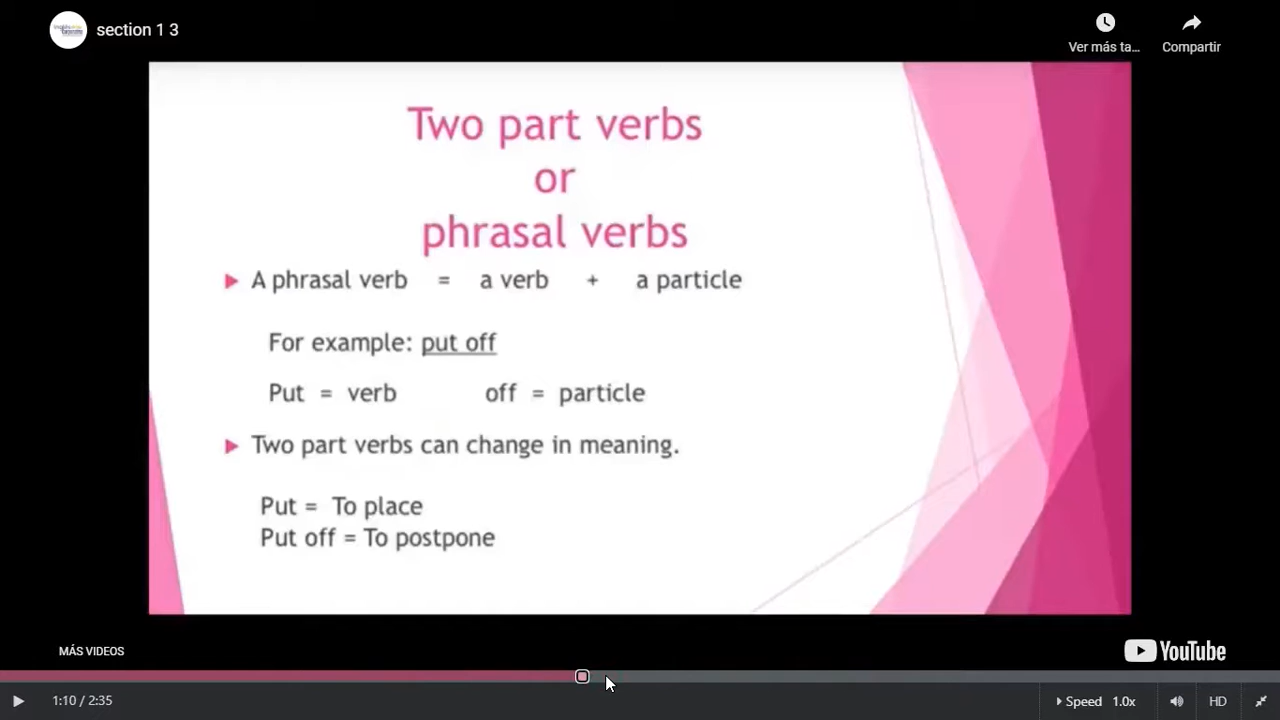 section 1 3
Ver más ta...
Compartir
Two part verbs
or
phrasal verbs
A phrasal verb = a verb + a particle
For example: put off
Put = verb off = particle
Two part verbs can change in meaning.
Put = To place
Put off = To postpone
MÁS VIDEOS
YouTube
1:10 / 2:35
Speed 1.0x
HD